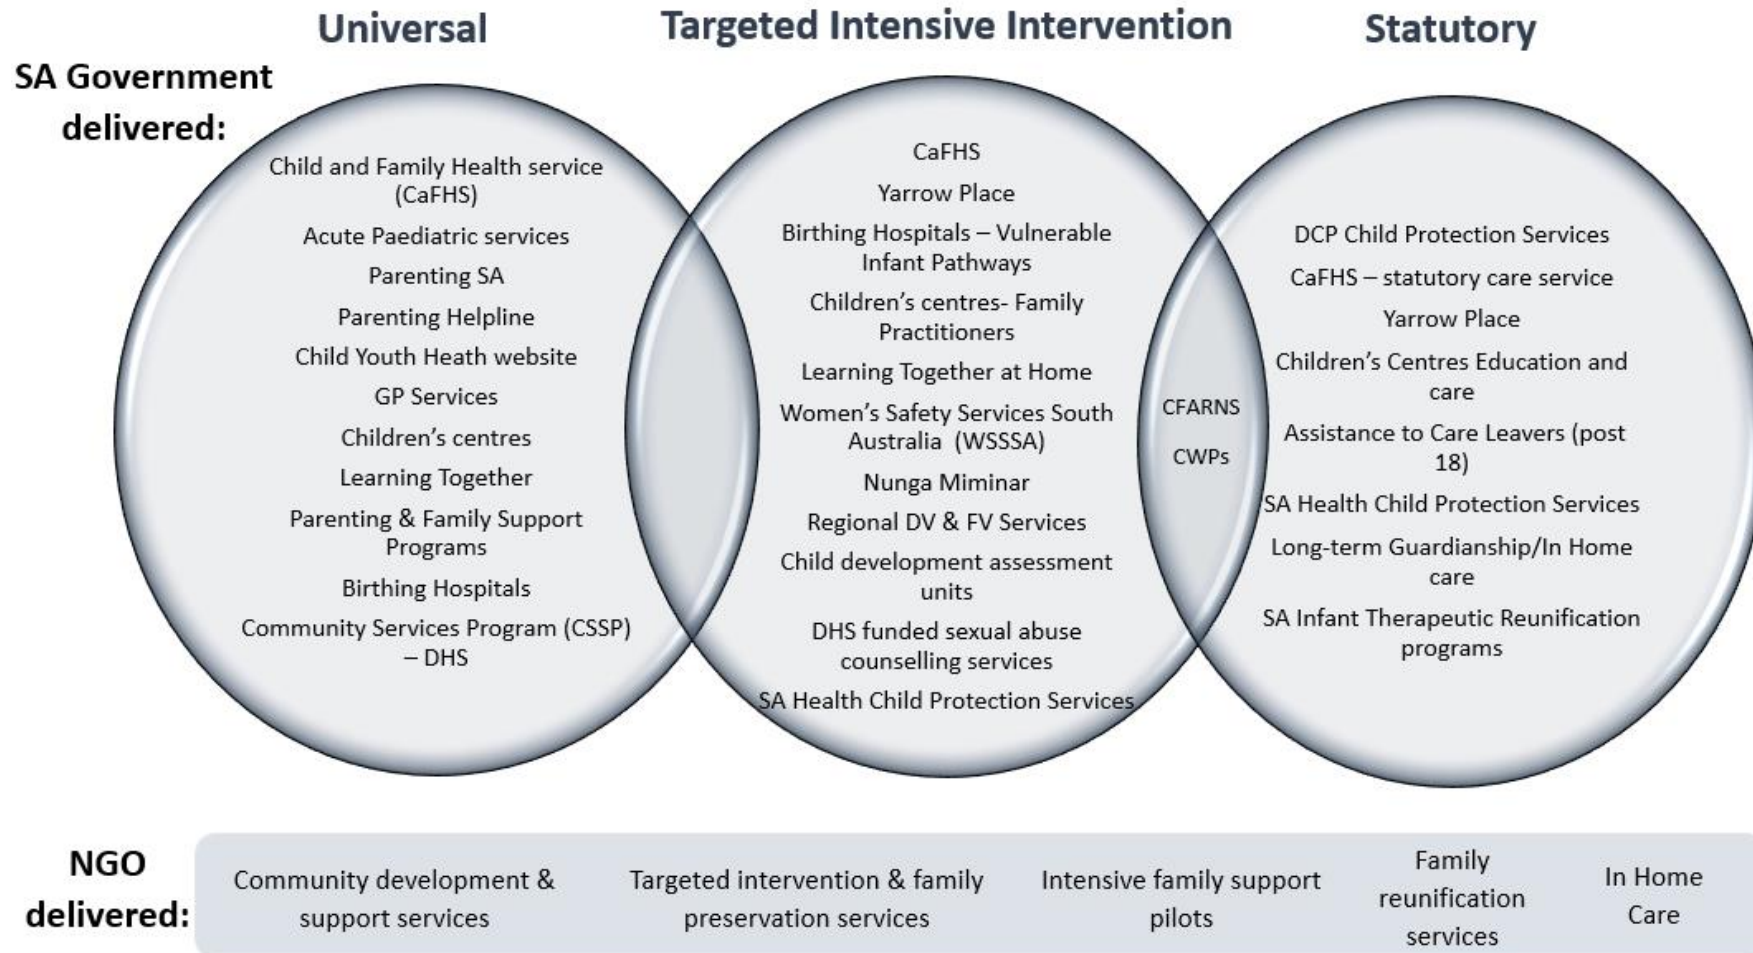 Universal
Targeted Intensive Intervention
Statutory
SA Government
delivered:
Child and Family Health service
(CaFHS)
Acute Paediatric services
Parenting SA
Parenting Helpline
Child Youth Heath website
GP Services
Children's centres
Learning Together
Parenting & Family Support
Programs
Birthing Hospitals
Community Services Program (CSSP)
– DHS
CaFHS
Yarrow Place
Birthing Hospitals – Vulnerable
Infant Pathways
Children's centres- Family
Practitioners
Learning Together at Home
Women's Safety Services South
Australia (WSSSA)
Nunga Miminar
Regional DV & FV Services
Child development assessment
units
DHS funded sexual abuse
counselling services
SA Health Child Protection Services
CFARNS
CWPs
DCP Child Protection Services
CaFHS – statutory care service
Yarrow Place
Children's Centres Education and
care
Assistance to Care Leavers (post
18)
SA Health Child Protection Services
Long-term Guardianship/In Home
care
SA Infant Therapeutic Reunification
programs
NGO
delivered:
Community development &
support services
Targeted intervention & family
preservation services
Intensive family support
pilots
Family
reunification
services
In Home
Care